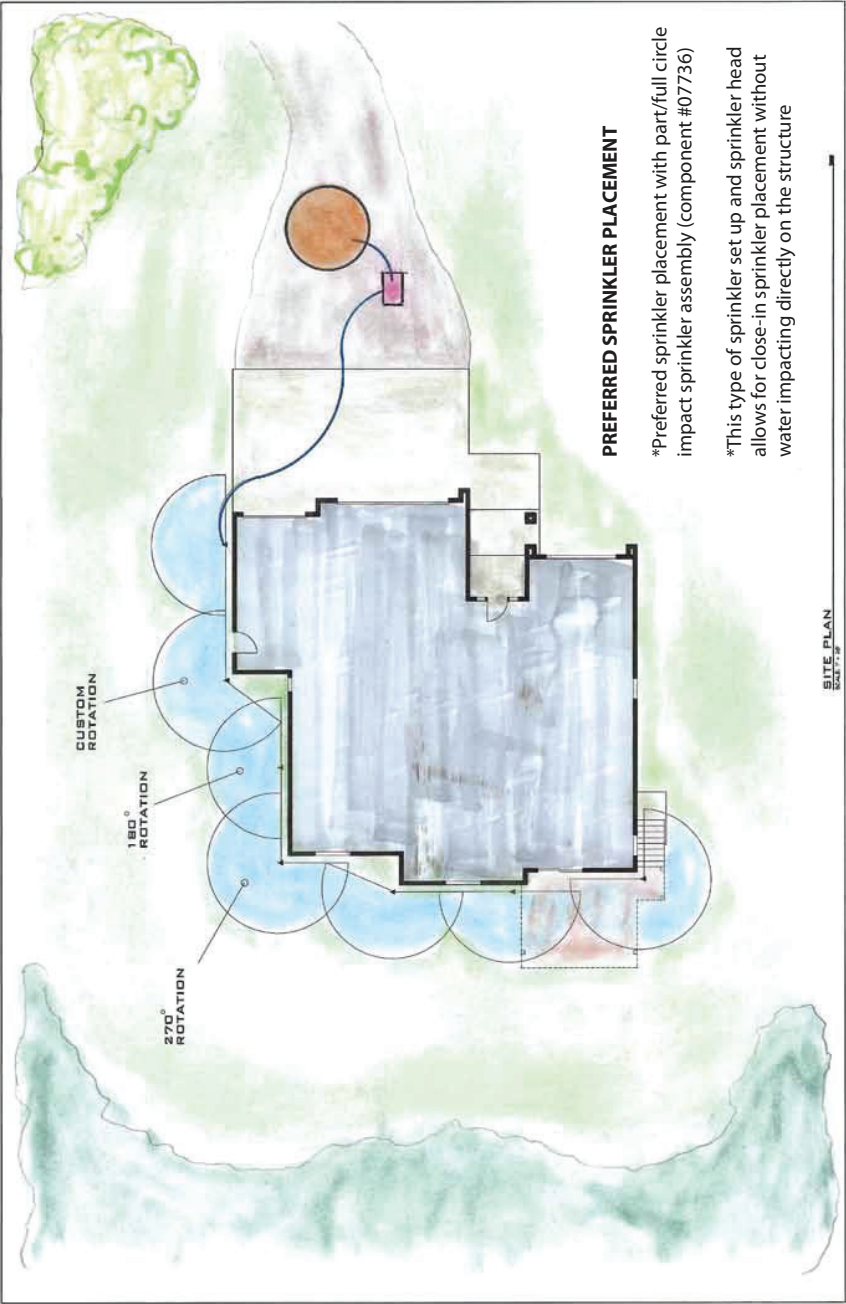 CUSTOM
ROTATION
180°
ROTATION
270°
ROTATION
PREFERRED SPRINKLER PLACEMENT
*Preferred sprinkler placement with part/full circle
impact sprinkler assembly (component #07736)
*This type of sprinkler set up and sprinkler head
allows for close-in sprinkler placement without
water impacting directly on the structure
SITE PLAN